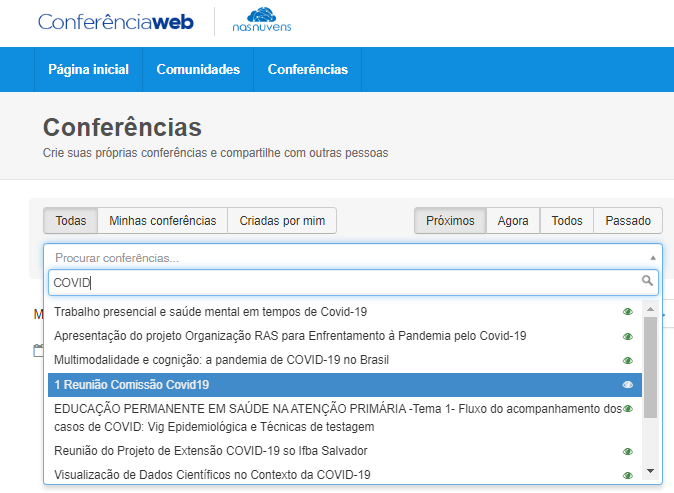 Conferênciaweb
nasnuvens
Página inicial
Comunidades
Conferências
Conferências
Crie suas próprias conferências e compartilhe com outras pessoas
Todas
Minhas conferências
Criadas por mim
Próximos
Agora
Todos
Passado
Procurar conferências...
COVID
Trabalho presencial e saúde mental em tempos de Covid-19
Apresentação do projeto Organização RAS para Enfrentamento à Pandemia pelo Covid-19
Multimodalidade e cognição: a pandemia de COVID-19 no Brasil
1 Reunião Comissão Covid19
EDUCAÇÃO PERMANENTE EM SAÚDE NA ATENÇÃO PRIMÁRIA -Tema 1- Fluxo do acompanhamento dos
casos de COVID: Vig Epidemiológica e Técnicas de testagem
Reunião do Projeto de Extensão COVID-19 so Ifba Salvador
Visualização de Dados Científicos no Contexto da COVID-19